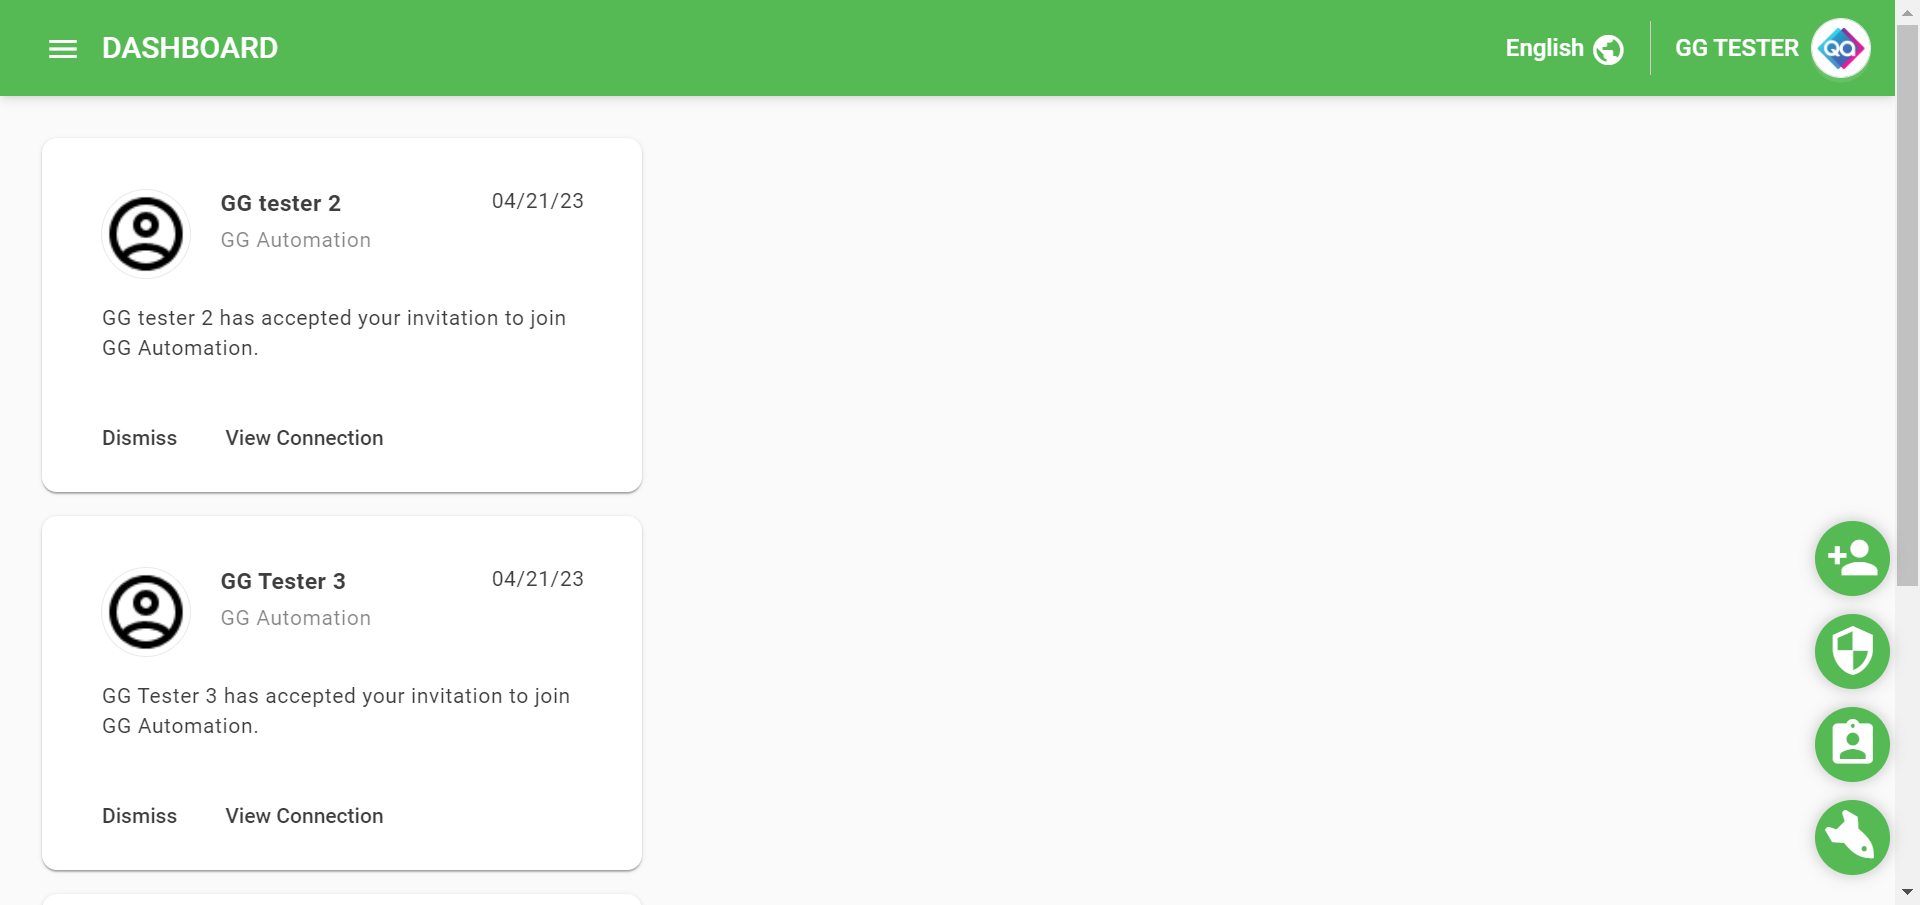 DASHBOARD
English
GG TESTER
QA
GG tester 2
04/21/23
GG Automation
GG tester 2 has accepted your invitation to join
GG Automation.
Dismiss
View Connection
GG Tester 3
04/21/23
GG Automation
GG Tester 3 has accepted your invitation to join
GG Automation.
Dismiss
View Connection